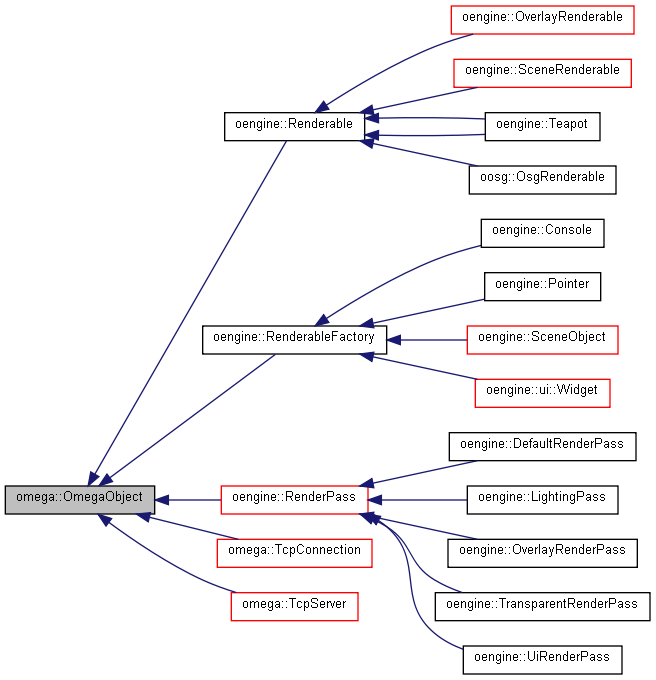 oengine::OverlayRenderable
oengine::SceneRenderable
oengine::Renderable
oengine::Teapot
oosg::OsgRenderable
oengine::Console
oengine::Pointer
oengine::RenderableFactory
oengine::SceneObject
oengine::ui::Widget
oengine::DefaultRenderPass
omega::OmegaObject
oengine::RenderPass
oengine::LightingPass
omega::TcpConnection
oengine::OverlayRenderPass
omega::TcpServer
oengine::TransparentRenderPass
oengine::UiRenderPass